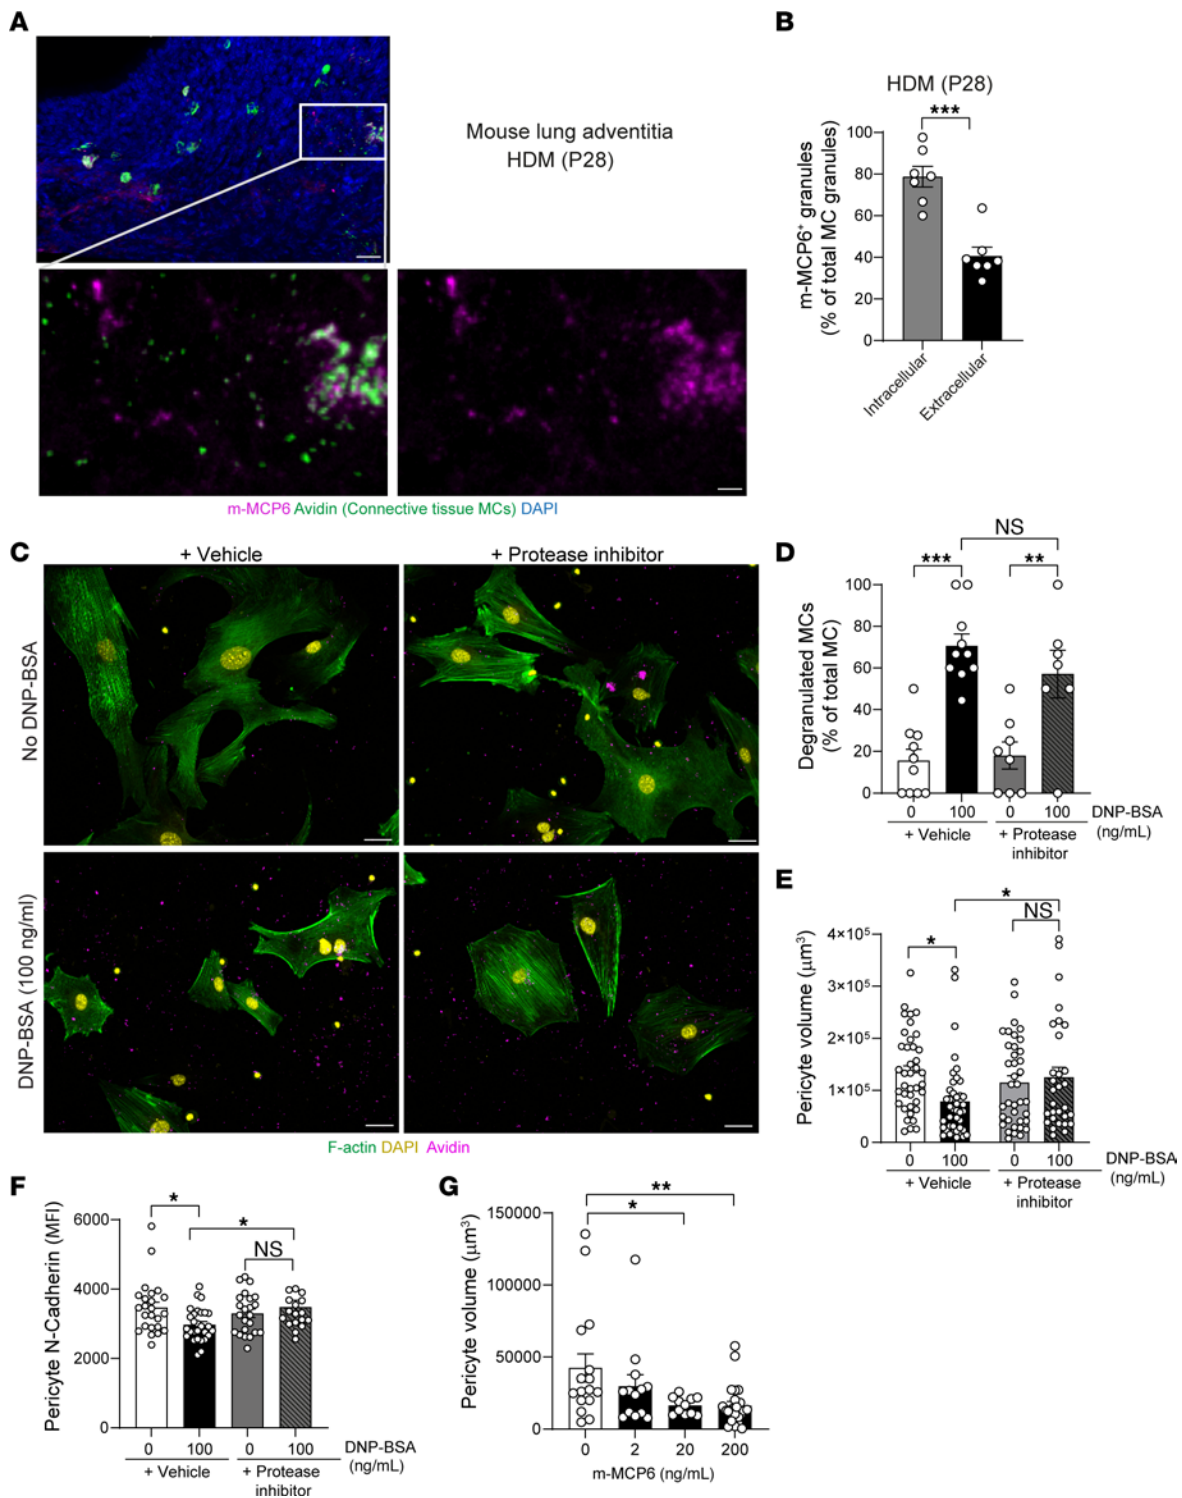 A
Mouse lung adventitia
HDM (P28)
m-MCP6 Avidin (Connective tissue MCs) DAPI
B
HDM (P28)
***
m-MCP6⁺ granules
(% of total MC granules)
100
80
60
40
20
0
Intracellular
Extracellular
C
+ Vehicle
+ Protease inhibitor
No DNP-BSA
DNP-BSA (100 ng/ml)
F-actin DAPI Avidin
D
NS
***
**
Degranulated MCs
(% of total MC)
100
80
60
40
20
0
0 100 0 100 DNP-BSA
(ng/mL)
+ Vehicle + Protease
inhibitor
E
*
NS
*
Pericyte volume (μm³)
4×10⁵
3×10⁵
2×10⁵
1×10⁵
0
0 100 0 100 DNP-BSA
(ng/mL)
+ Vehicle + Protease
inhibitor
F
*
*
NS
Pericyte N-Cadherin (MFI)
6000
4000
2000
0
0 100 0 100 DNP-BSA
(ng/mL)
+ Vehicle + Protease
inhibitor
G
**
*
Pericyte volume (μm³)
150000
100000
50000
0
0 2 20 200
m-MCP6 (ng/mL)